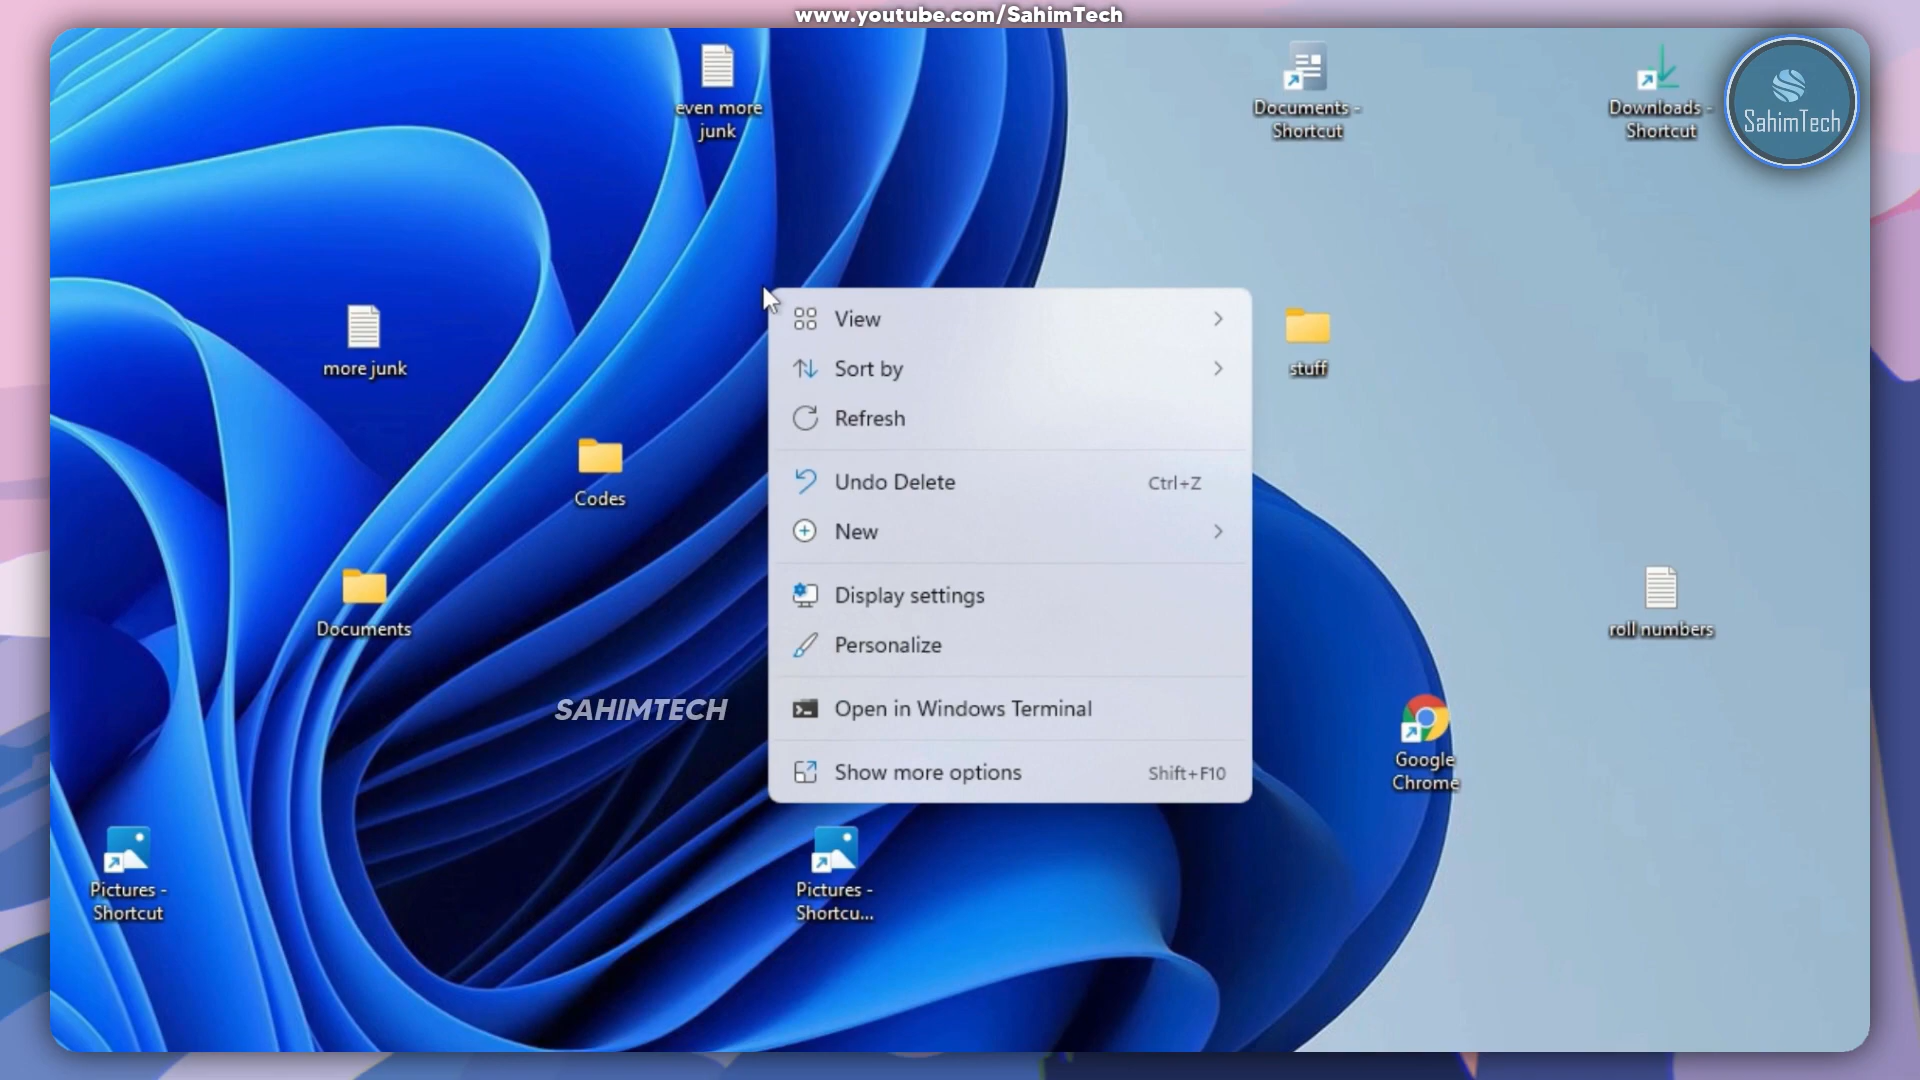 www.youtube.com/SahimTech
even more
junk
Documents -
Shortcut
Downloads -
Shortcut
SahimTech
more junk
View
Sort by
Refresh
stuff
Codes
Undo Delete Ctrl+Z
New
Documents
Display settings
Personalize
roll numbers
SAHIMTECH
Open in Windows Terminal
Show more options Shift+F10
Google
Chrome
Pictures -
Shortcut
Pictures -
Shortcu...